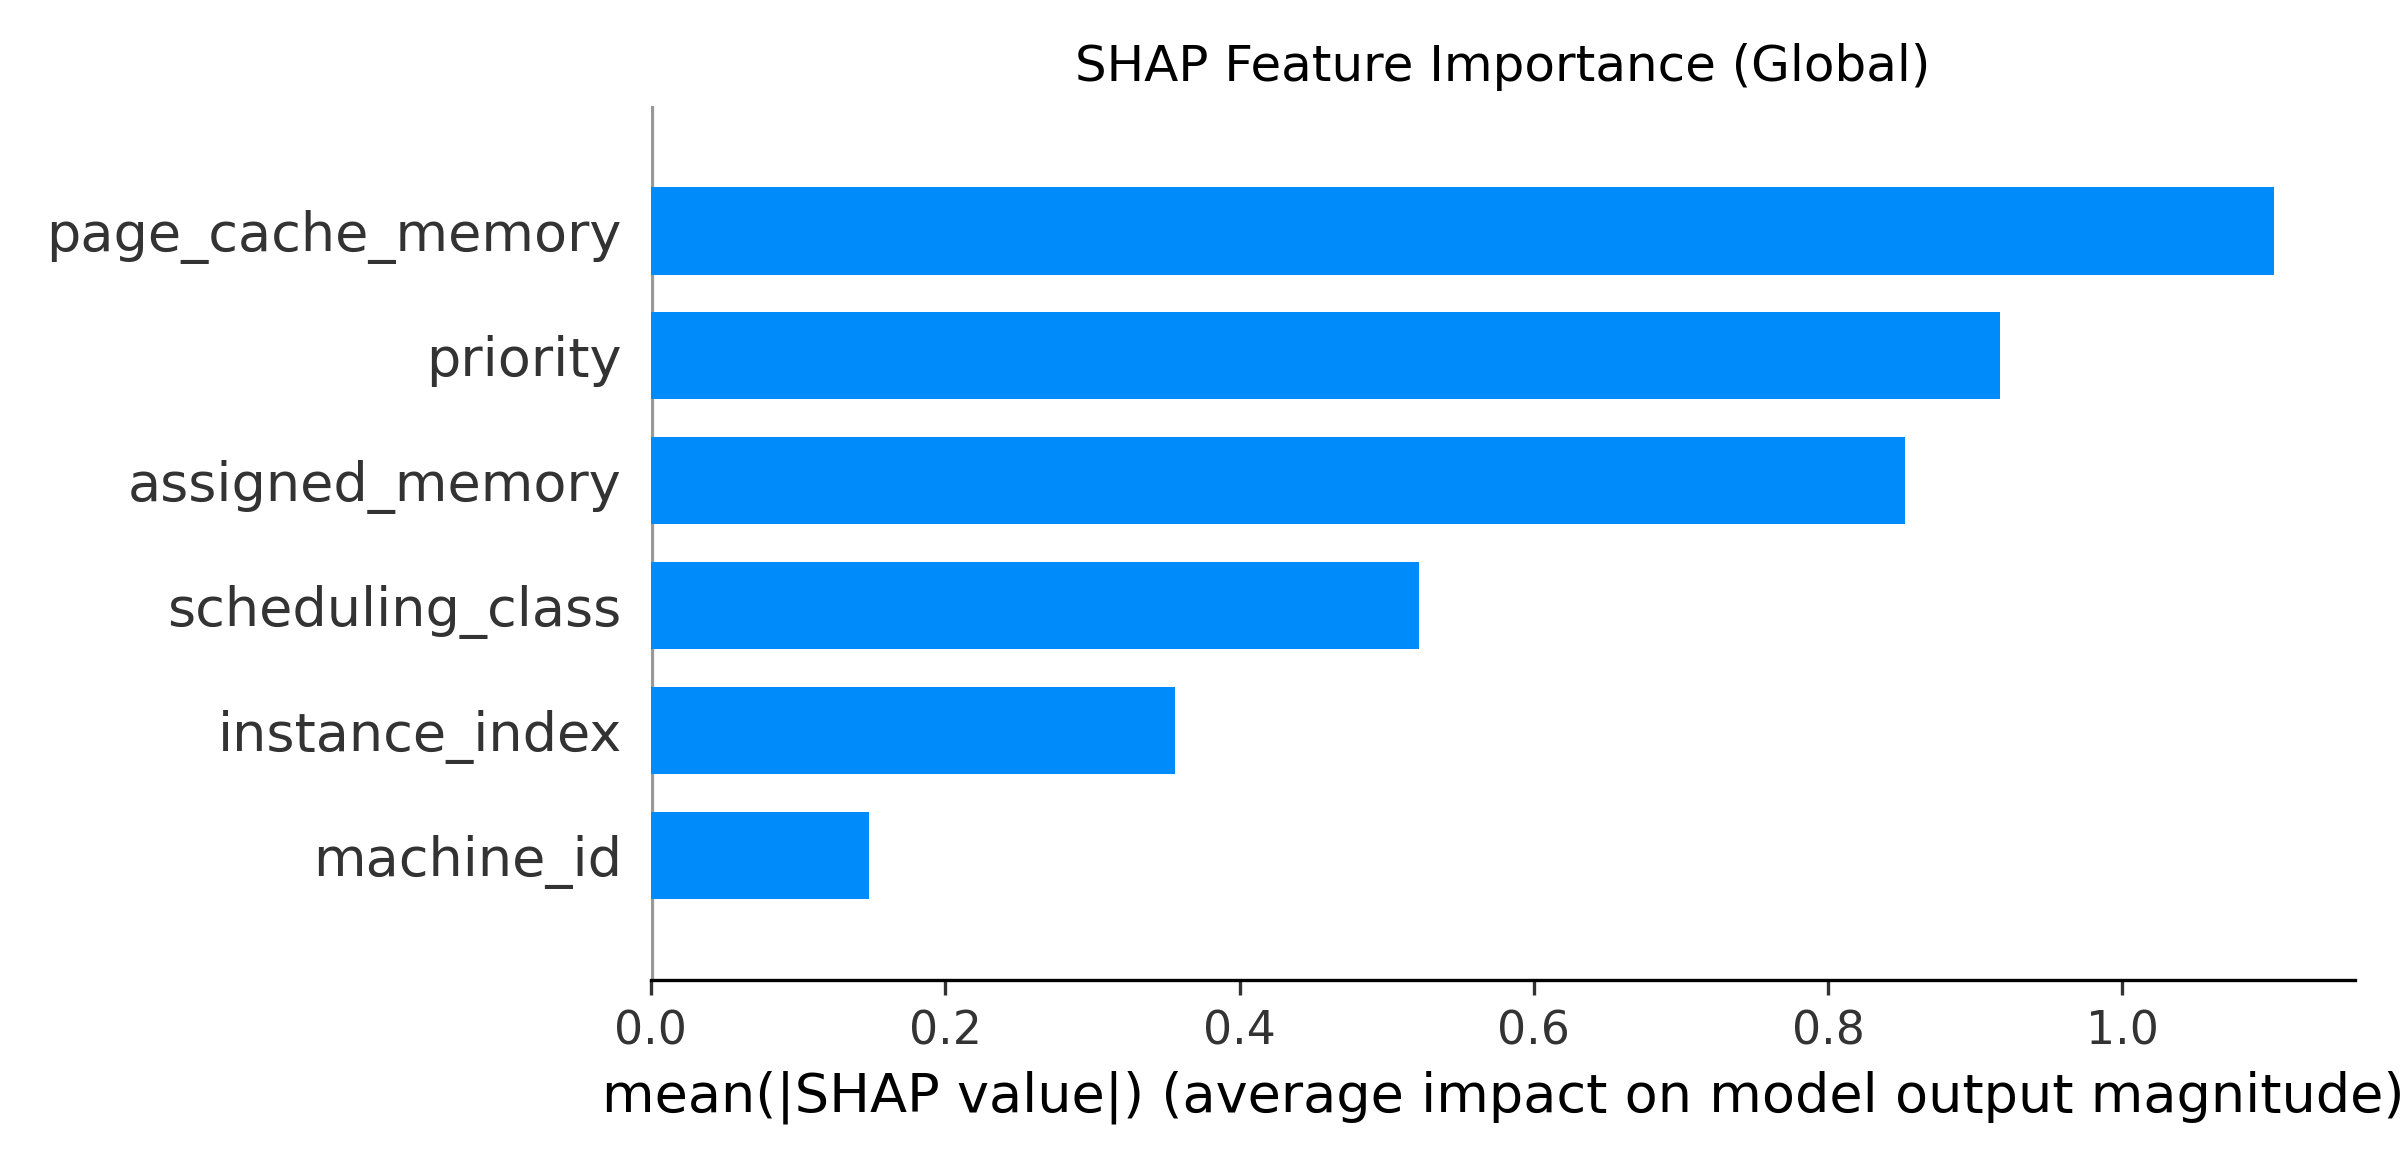 SHAP Feature Importance (Global)
page_cache_memory
priority
assigned_memory
scheduling_class
instance_index
machine_id
0.0 0.2 0.4 0.6 0.8 1.0
mean(|SHAP value|) (average impact on model output magnitude)